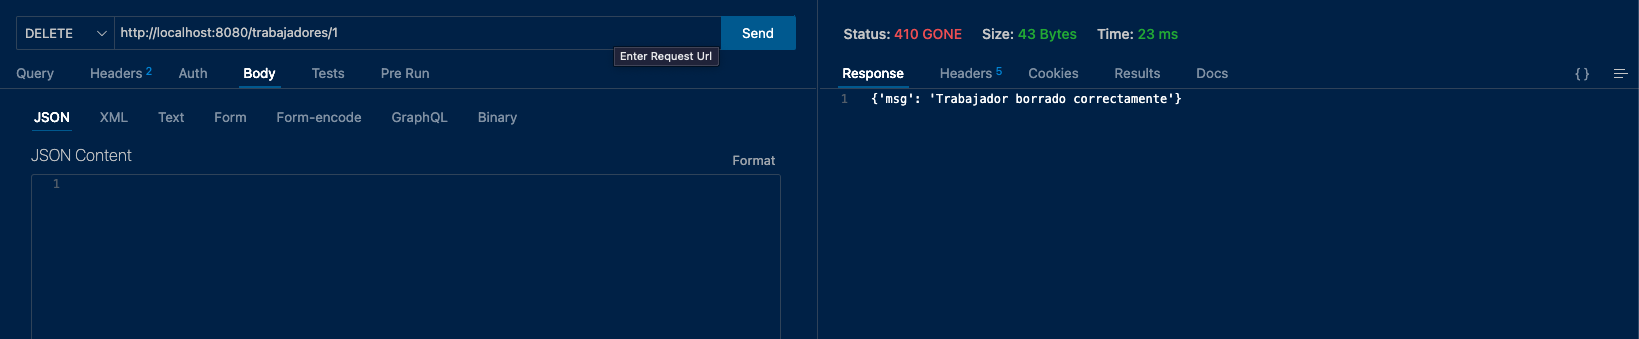 DELETE http://localhost:8080/trabajadores/1 Send
Enter Request Url
Query Headers 2 Auth Body Tests Pre Run
JSON XML Text Form Form-encode GraphQL Binary
JSON Content
Format
1
Status: 410 GONE Size: 43 Bytes Time: 23 ms
Response Headers 5 Cookies Results Docs { }
1 {'msg': 'Trabajador borrado correctamente'}